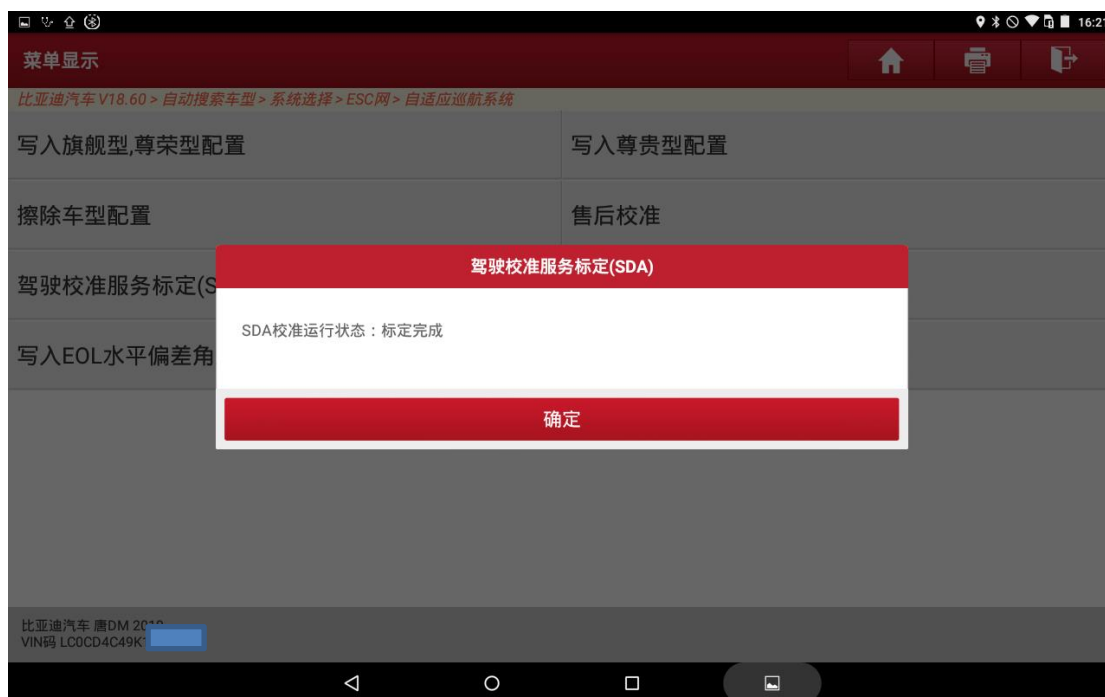 16:21
菜单显示
比亚迪汽车 V18.60 > 自动搜索车型 > 系统选择 > ESC网 > 自适应巡航系统
写入旗舰型,尊荣型配置
写入尊贵型配置
擦除车型配置
售后校准
驾驶校准服务标定(SDA)
驾驶校准服务标定(S
SDA校准运行状态：标定完成
写入EOL水平偏差角
确定
比亚迪汽车 唐DM
VIN码 LC0CD4C49K